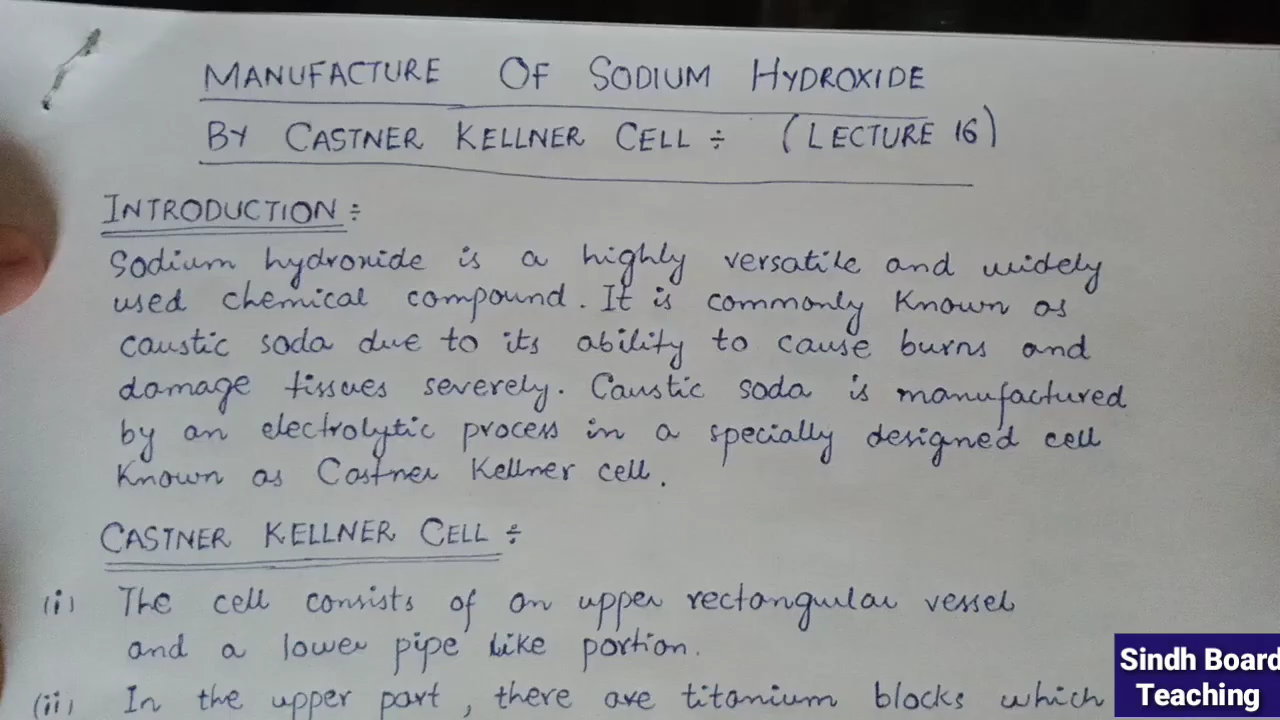 MANUFACTURE OF SODIUM HYDROXIDE
BY CASTNER KELLNER CELL ÷ (LECTURE 16)
INTRODUCTION ÷
Sodium hydroxide is a highly versatile and widely
used chemical compound. It is commonly known as
caustic soda due to its ability to cause burns and
damage tissues severely. Caustic soda is manufactured
by an electrolytic process in a specially designed cell
known as Castner Kellner cell.
CASTNER KELLNER CELL ÷
(i) The cell consists of an upper rectangular vessel
and a lower pipe like portion.
(ii) In the upper part, there are titanium blocks which
Sindh Board
Teaching